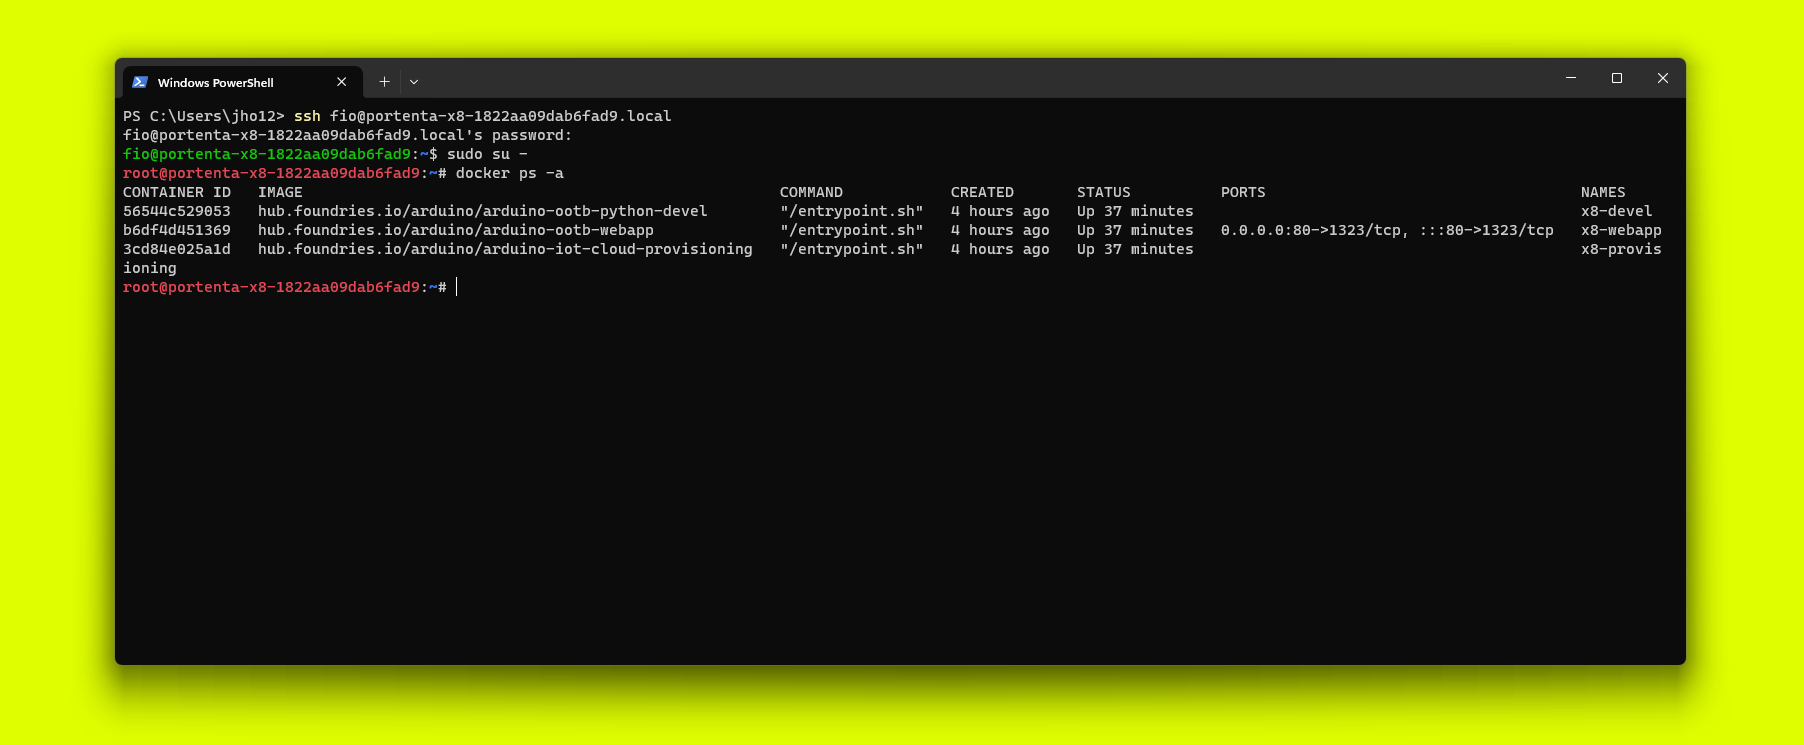 Windows PowerShell
PS C:\Users\jho12> ssh fio@portenta-x8-1822aa09dab6fad9.local
fio@portenta-x8-1822aa09dab6fad9.local's password:
fio@portenta-x8-1822aa09dab6fad9:~$ sudo su -
root@portenta-x8-1822aa09dab6fad9:~# docker ps -a
CONTAINER ID   IMAGE                                                     COMMAND            CREATED       STATUS          PORTS                                   NAMES
56544c529053   hub.foundries.io/arduino/arduino-ootb-python-devel        "/entrypoint.sh"   4 hours ago   Up 37 minutes                                           x8-devel
b6df4d451369   hub.foundries.io/arduino/arduino-ootb-webapp              "/entrypoint.sh"   4 hours ago   Up 37 minutes   0.0.0.0:80->1323/tcp, :::80->1323/tcp   x8-webapp
3cd84e025a1d   hub.foundries.io/arduino/arduino-iot-cloud-provisioning   "/entrypoint.sh"   4 hours ago   Up 37 minutes                                           x8-provis
ioning
root@portenta-x8-1822aa09dab6fad9:~#